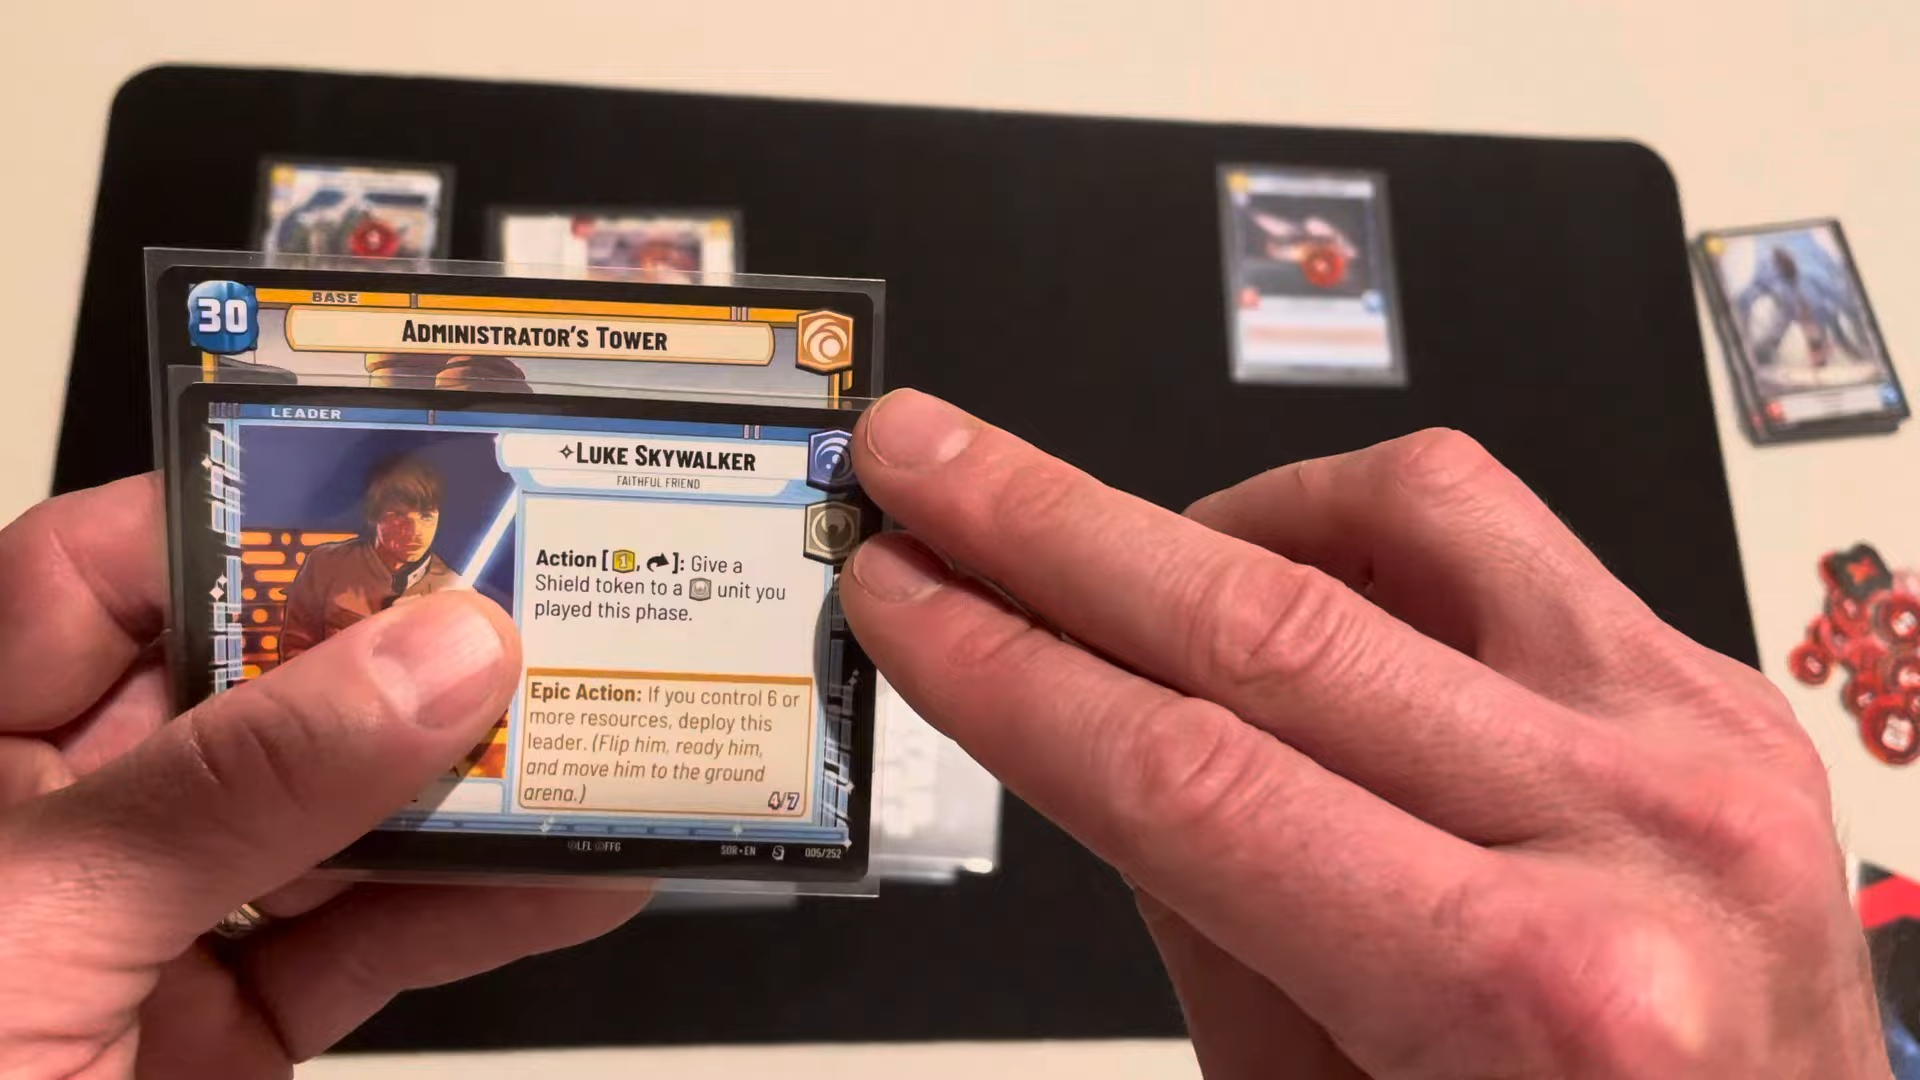 30
BASE
ADMINISTRATOR'S TOWER
LEADER
LUKE SKYWALKER
FAITHFUL FRIEND
Action [1, ]: Give a
Shield token to a unit you
played this phase.
Epic Action: If you control 6 or
more resources, deploy this
leader. (Flip him, ready him,
and move him to the ground
arena.)
4/7
©LFL ©FFG
SOR • EN
005/252